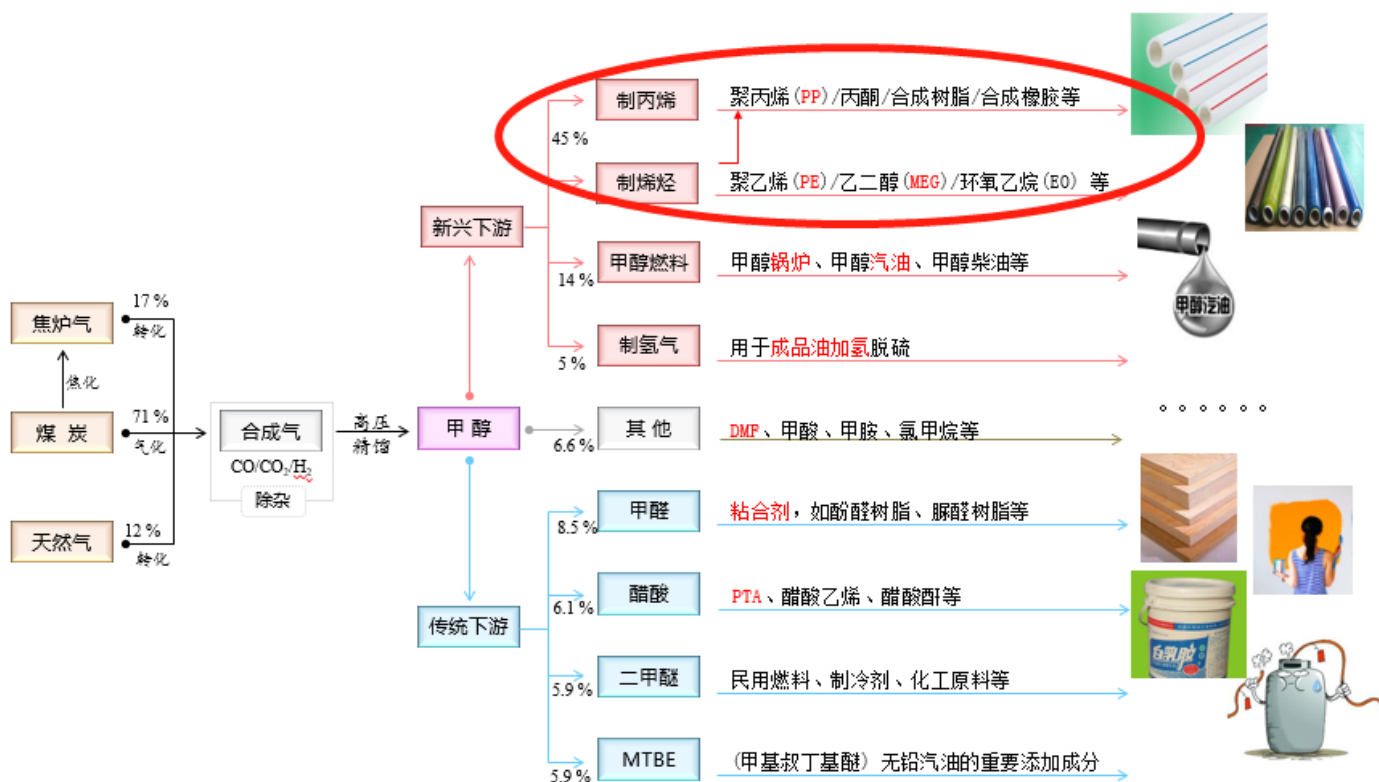 制丙烯
聚丙烯(PP)/丙酮/合成树脂/合成橡胶等
45 %
制烯烃
聚乙烯(PE)/乙二醇(MEG)/环氧乙烷(EO) 等
新兴下游
甲醇燃料
甲醇锅炉、甲醇汽油、甲醇柴油等
14 %
甲醇汽油
17 %
焦炉气
转化
制氢气
用于成品油加氢脱硫
5 %
焦化
煤 炭
71 %
气化
合成气
CO/CO₂/H₂
除杂
高压
精馏
甲 醇
其 他
6.6 %
DMF、甲酸、甲胺、氯甲烷等
天然气
12 %
转化
甲醛
8.5 %
粘合剂，如酚醛树脂、脲醛树脂等
醋酸
6.1 %
PTA、醋酸乙烯、醋酸酐等
白乳胶
传统下游
二甲醚
5.9 %
民用燃料、制冷剂、化工原料等
MTBE
5.9 %
(甲基叔丁基醚) 无铅汽油的重要添加成分